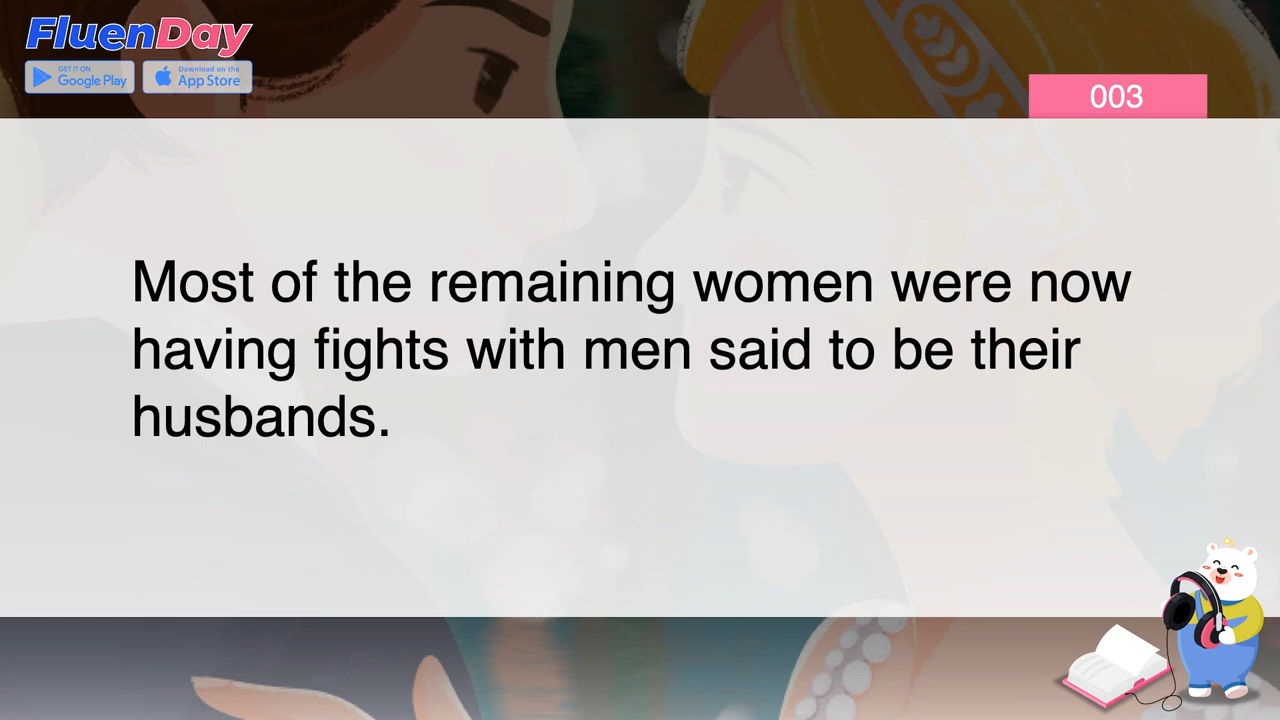 FluenDay
GET IT ON
Google Play
Download on the
App Store
003
Most of the remaining women were now
having fights with men said to be their
husbands.